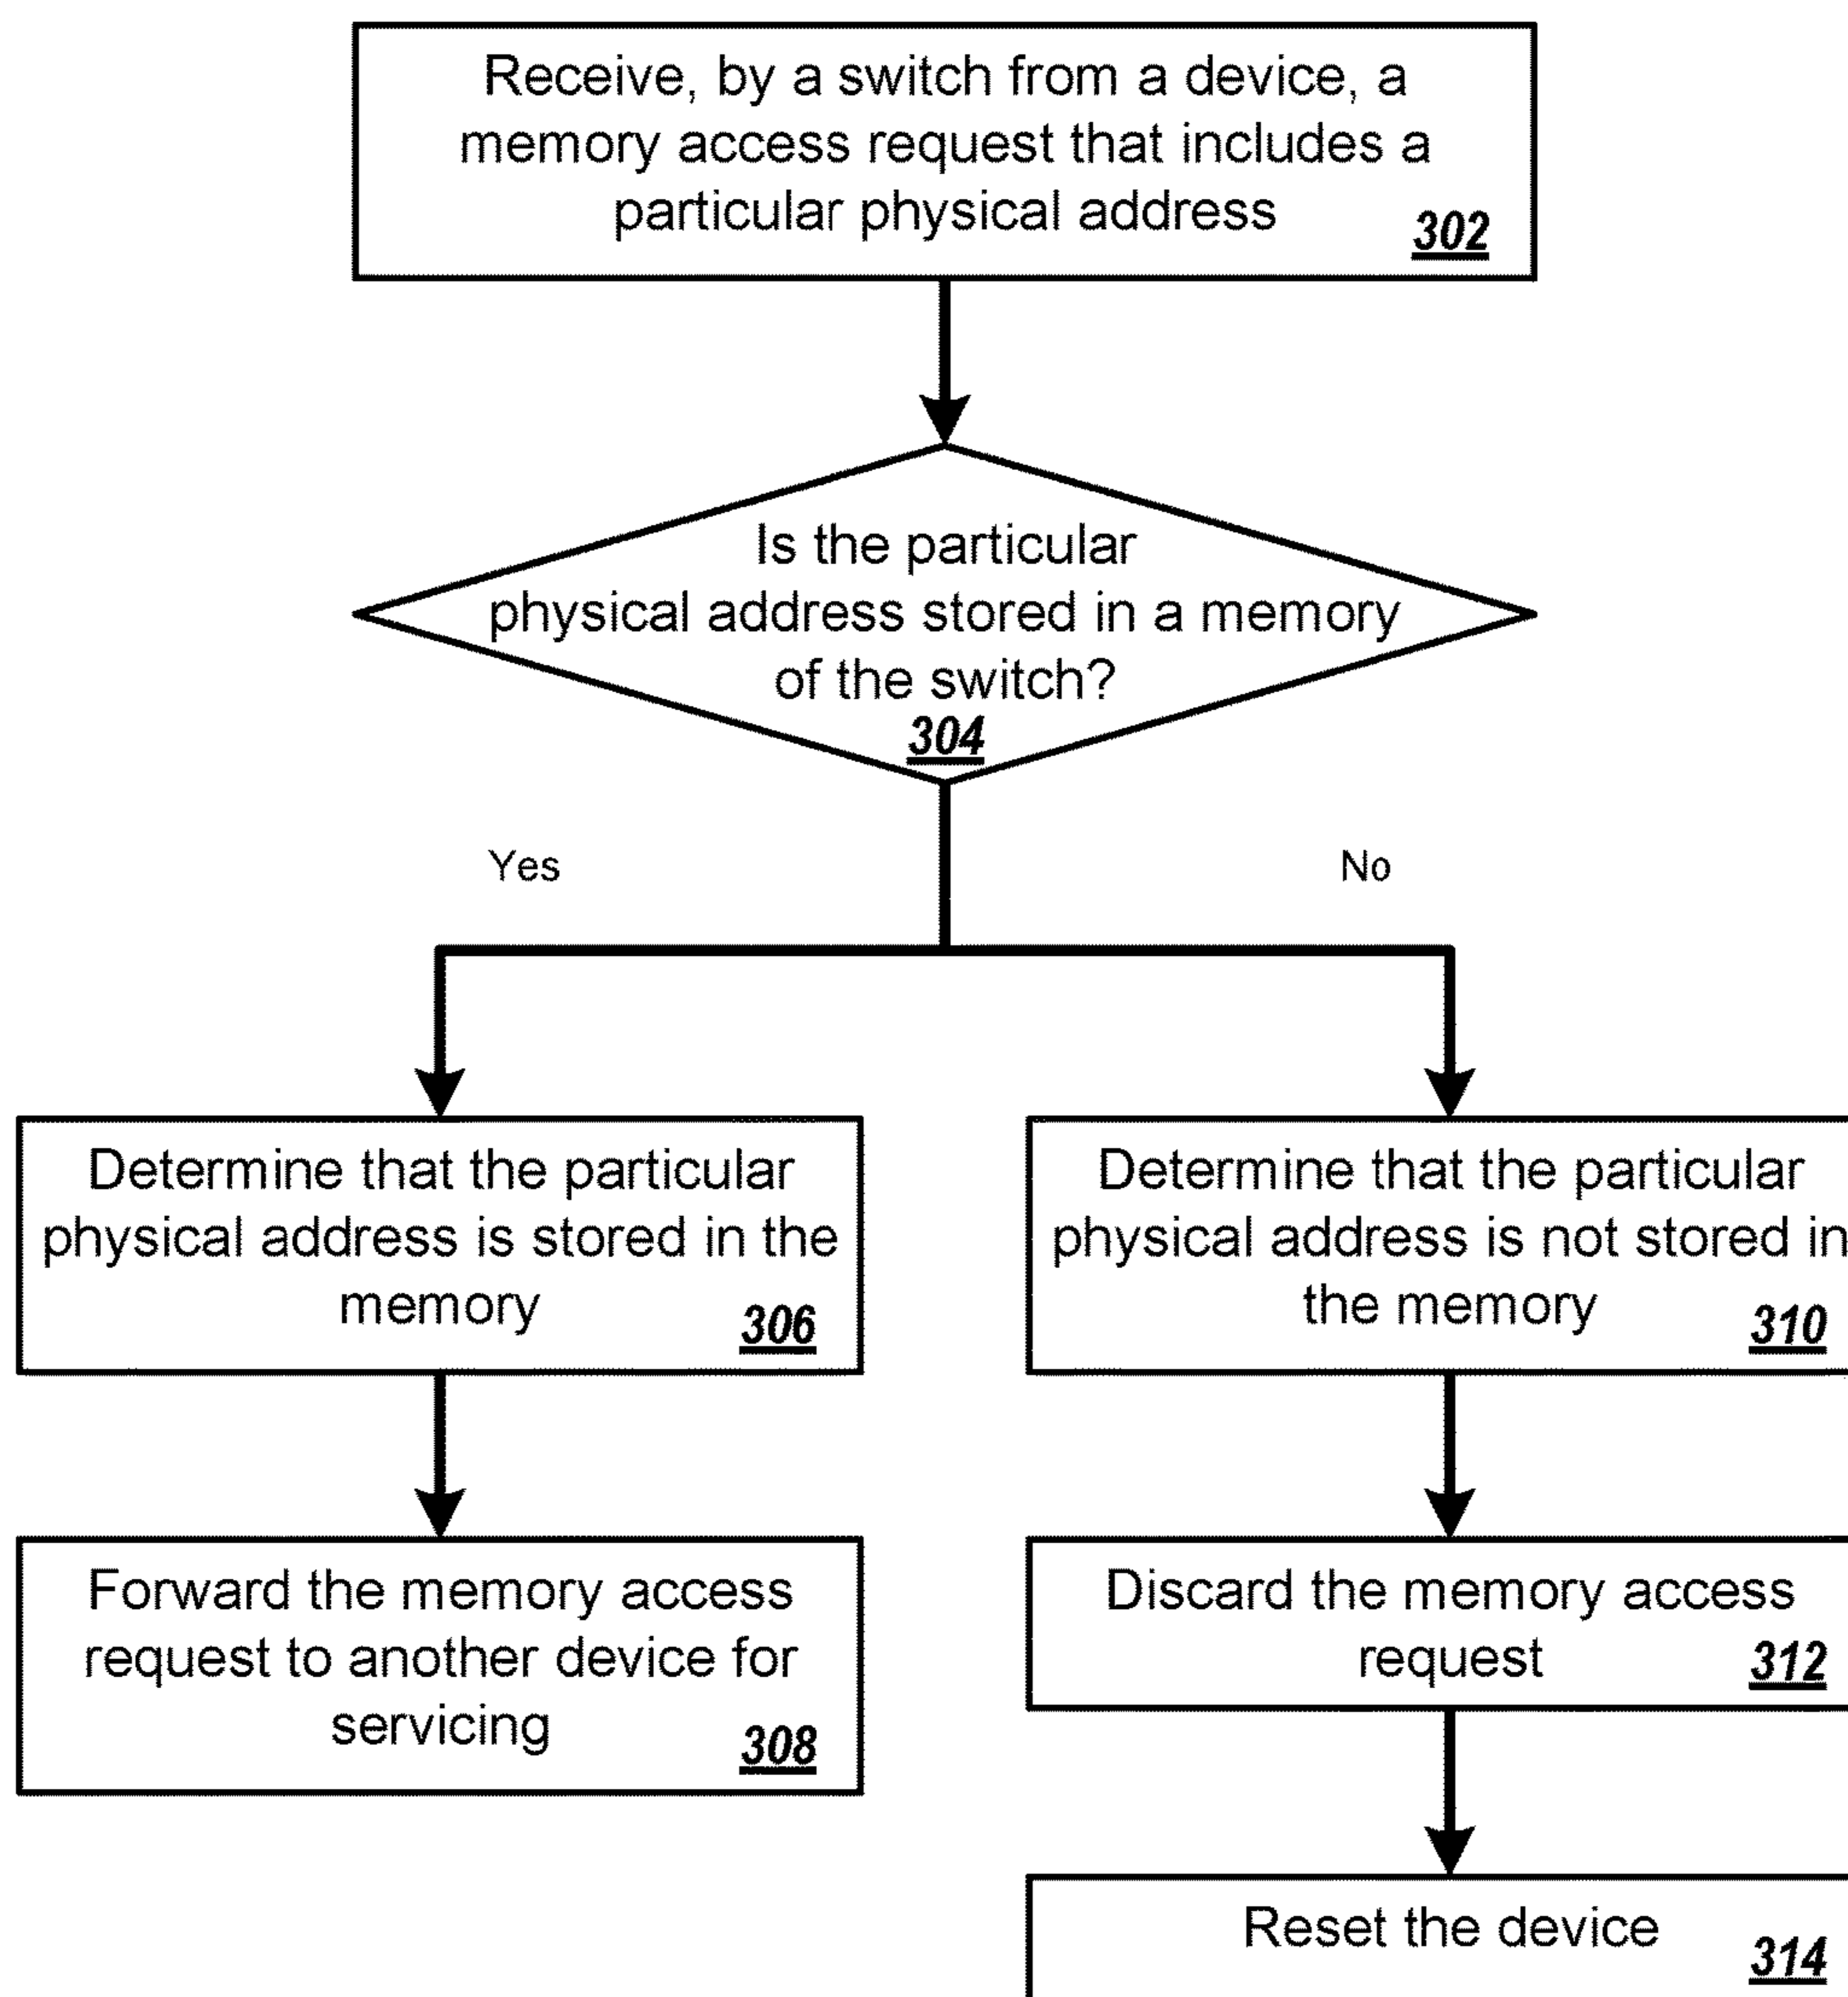 Receive, by a switch from a device, a
memory access request that includes a
particular physical address
302
Is the particular
physical address stored in a memory
of the switch?
304
Yes
No
Determine that the particular
physical address is stored in the
memory
306
Determine that the particular
physical address is not stored in
the memory
310
Forward the memory access
request to another device for
servicing
308
Discard the memory access
request
312
Reset the device
314